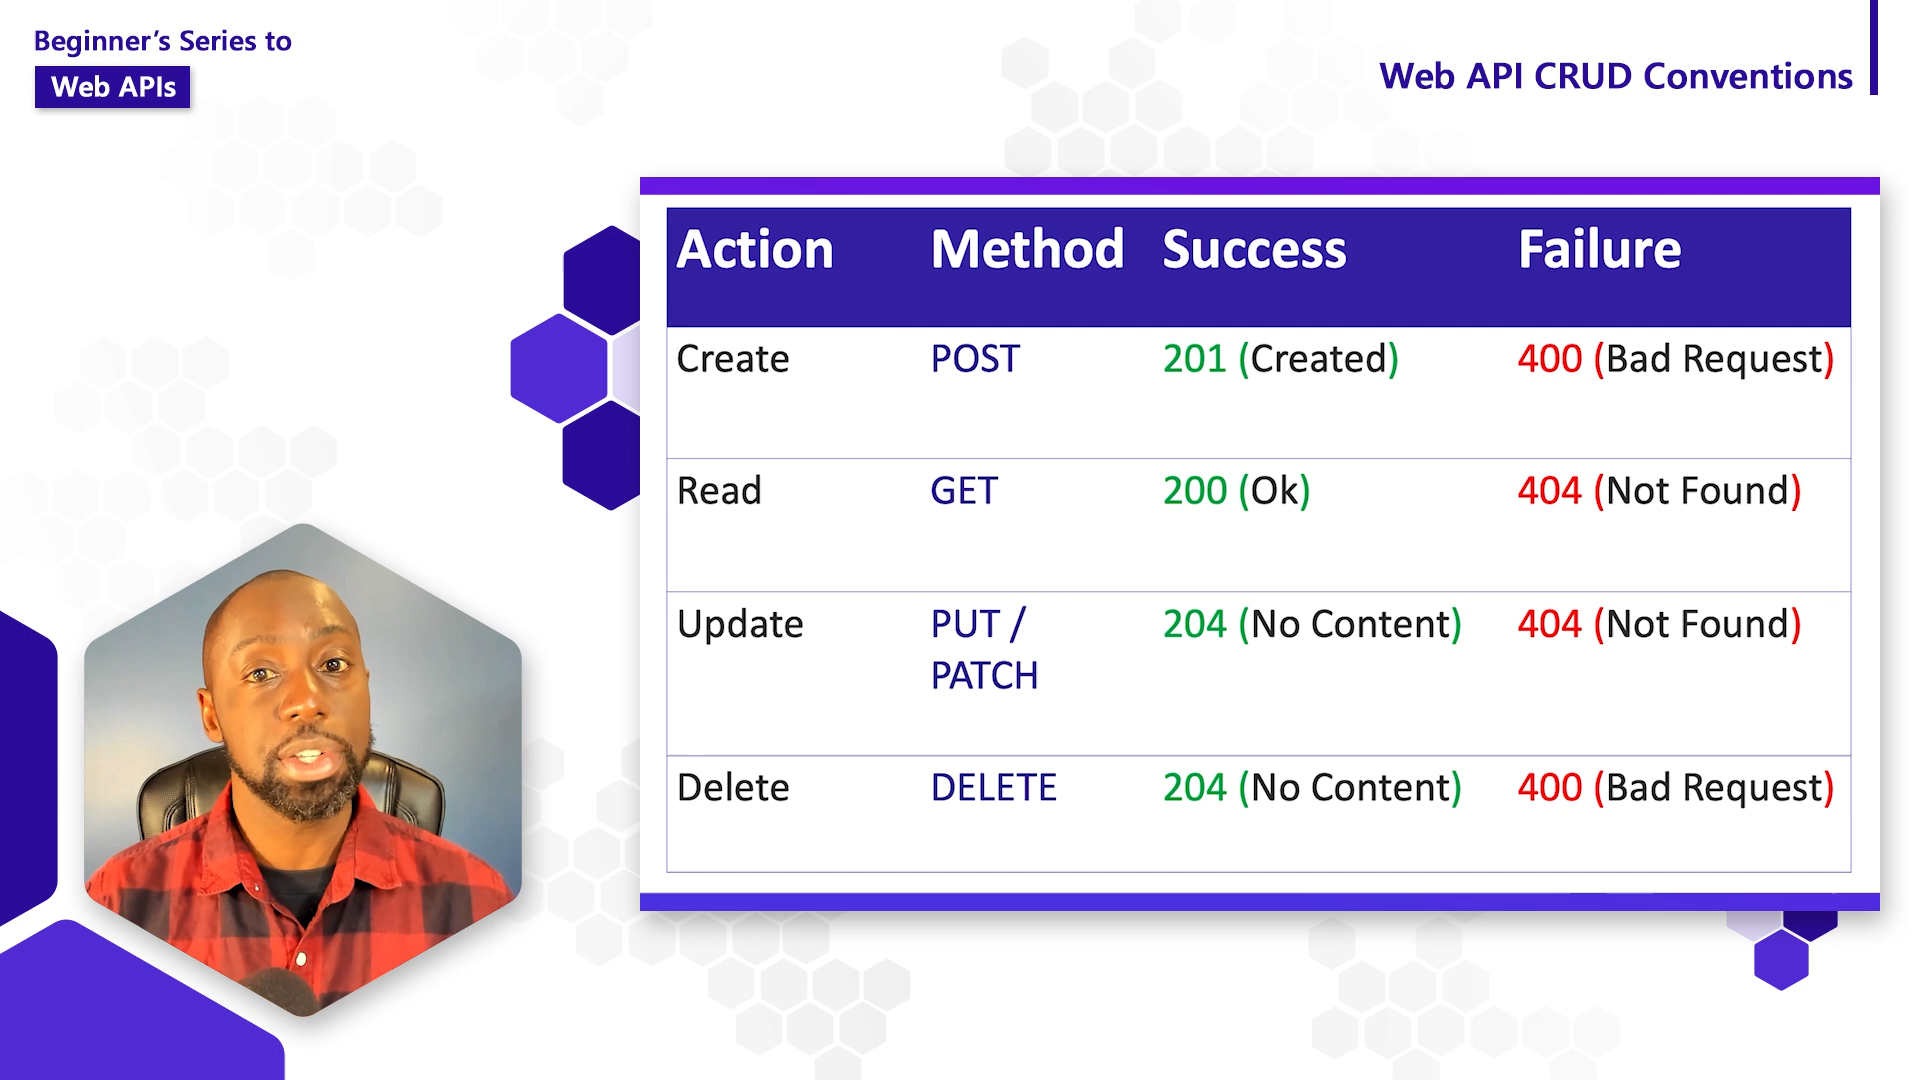 Beginner's Series to
Web APIs
Web API CRUD Conventions
Action Method Success Failure
Create POST 201 (Created) 400 (Bad Request)
Read GET 200 (Ok) 404 (Not Found)
Update PUT / 204 (No Content) 404 (Not Found)
PATCH
Delete DELETE 204 (No Content) 400 (Bad Request)